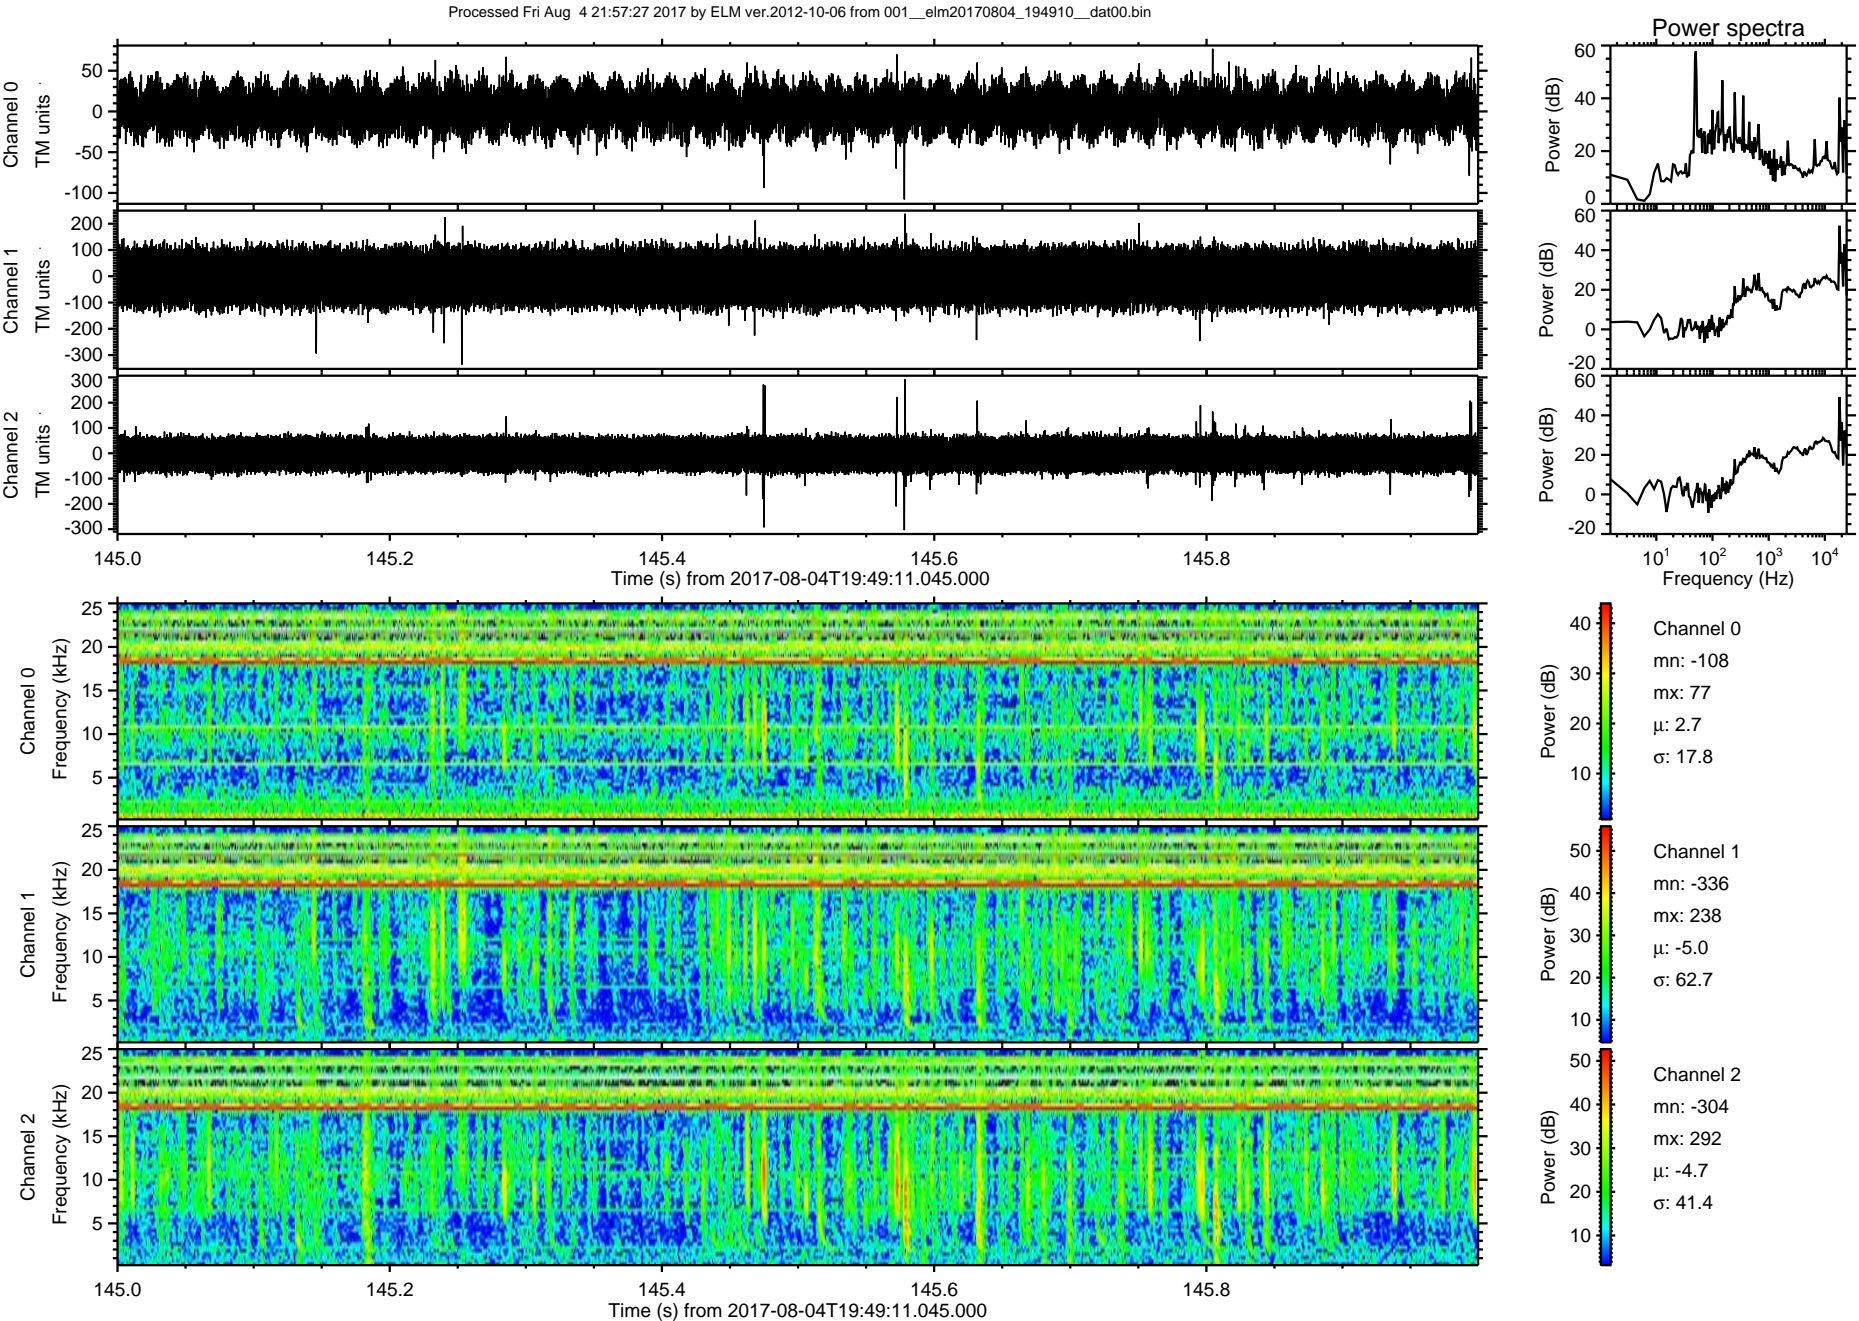 Processed Fri Aug  4 21:57:27 2017 by ELM ver.2012-10-06 from 001__elm20170804_194910__dat00.bin
Power spectra
Channel 0
TM units
50
0
-50
-100
Power (dB)
60
40
20
0
Channel 1
TM units
200
100
0
-100
-200
-300
Power (dB)
60
40
20
0
-20
Channel 2
TM units
300
200
100
0
-100
-200
-300
Power (dB)
60
40
20
0
-20
145.0 145.2 145.4 145.6 145.8
Time (s) from 2017-08-04T19:49:11.045.000
10¹ 10² 10³ 10⁴
Frequency (Hz)
Channel 0
Frequency (kHz)
25
20
15
10
5
Power (dB)
40
30
20
10
Channel 0
mn: -108
mx: 77
μ: 2.7
σ: 17.8
Channel 1
Frequency (kHz)
25
20
15
10
5
Power (dB)
50
40
30
20
10
Channel 1
mn: -336
mx: 238
μ: -5.0
σ: 62.7
Channel 2
Frequency (kHz)
25
20
15
10
5
Power (dB)
50
40
30
20
10
Channel 2
mn: -304
mx: 292
μ: -4.7
σ: 41.4
145.0 145.2 145.4 145.6 145.8
Time (s) from 2017-08-04T19:49:11.045.000